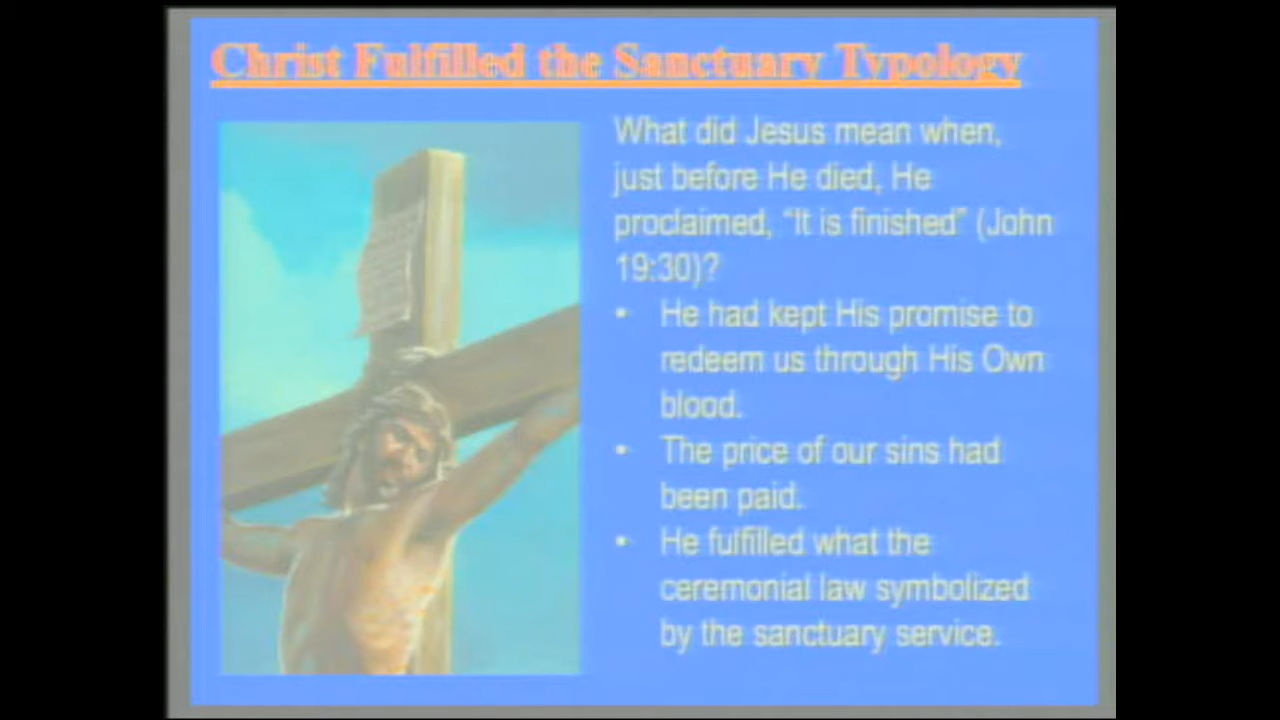 Christ Fulfilled the Sanctuary Typology
What did Jesus mean when,
just before He died, He
proclaimed, “It is finished” (John
19:30)?
• He had kept His promise to
redeem us through His Own
blood.
• The price of our sins had
been paid.
• He fulfilled what the
ceremonial law symbolized
by the sanctuary service.